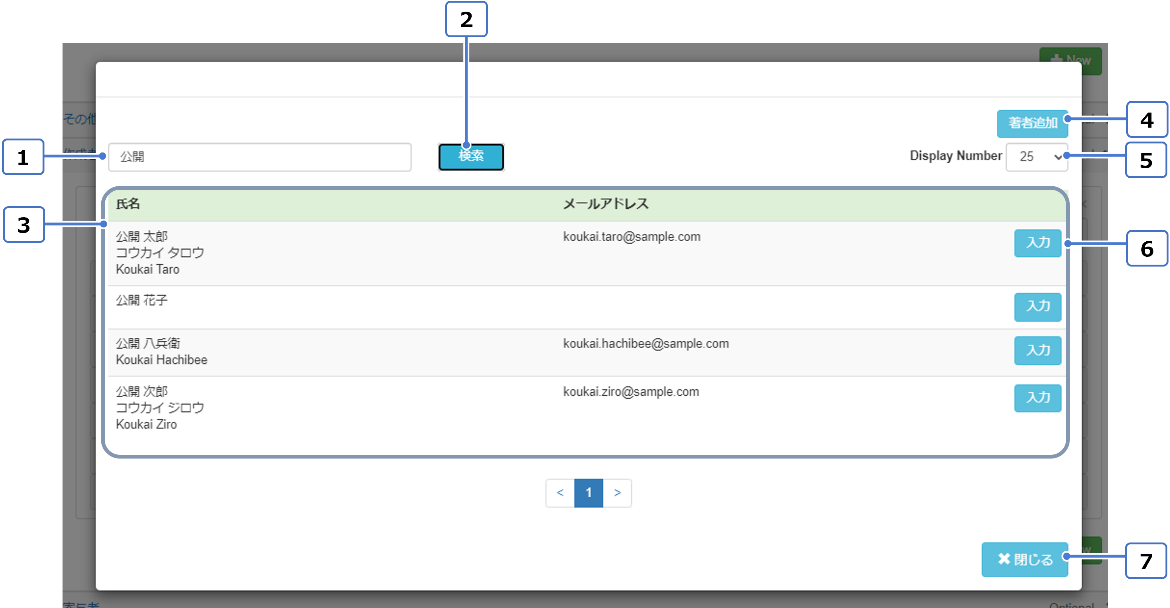 2
New
その他
4
著者追加
1
公開
検索
Display Number
25
5
3
氏名 メールアドレス
公開 太郎 koukai.taro@sample.com
コウカイ タロウ
Koukai Taro
入力
6
公開 花子
入力
公開 八兵衛 koukai.hachibee@sample.com
Koukai Hachibee
入力
公開 次郎 koukai.ziro@sample.com
コウカイ ジロウ
Koukai Ziro
入力
< 1 >
閉じる
7
寄与者
Optional